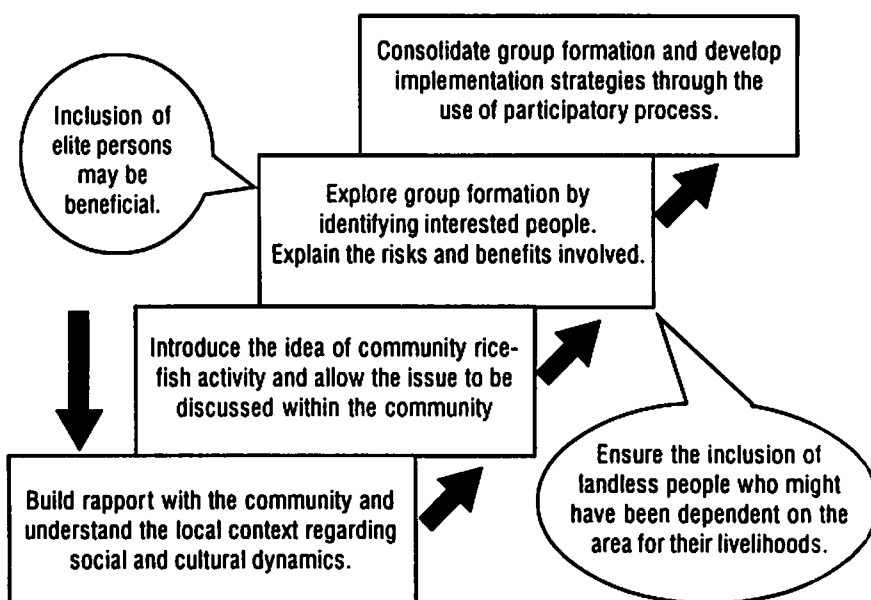 Consolidate group formation and develop
implementation strategies through the
use of participatory process.
Inclusion of
elite persons
may be
beneficial.
Explore group formation by
identifying interested people.
Explain the risks and benefits involved.
Introduce the idea of community rice-
fish activity and allow the issue to be
discussed within the community
Ensure the inclusion of
landless people who might
have been dependent on the
area for their livelihoods.
Build rapport with the community and
understand the local context regarding
social and cultural dynamics.